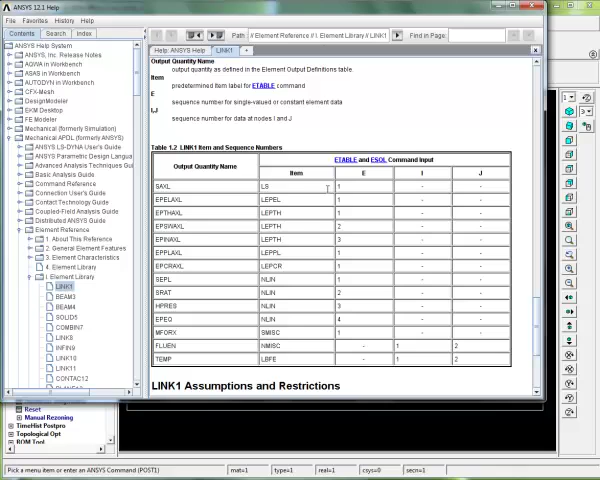 ANSYS 12.1 Help
File Favorites History Help
Contents Search Index
Path // Element Reference // I. Element Library // LINK1
Find in Page:
Help: ANSYS Help
LINK1
ANSYS Help System
ANSYS, Inc. Release Notes
AQWA in Workbench
ASAS in Workbench
AUTODYN in Workbench
CFX-Mesh
DesignModeler
EKM Desktop
FE Modeler
Mechanical (formerly Simulation)
Mechanical APDL (formerly ANSYS)
ANSYS LS-DYNA User's Guide
ANSYS Parametric Design Langua
Advanced Analysis Techniques Gui
Basic Analysis Guide
Command Reference
Connection User's Guide
Contact Technology Guide
Coupled-Field Analysis Guide
Distributed ANSYS Guide
Element Reference
1. About This Reference
2. General Element Features
3. Element Characteristics
4. Element Library
I. Element Library
LINK1
BEAM3
BEAM4
SOLID5
COMBIN7
LINK8
INFIN9
LINK10
LINK11
CONTAC12
Output Quantity Name
output quantity as defined in the Element Output Definitions table.
Item
predetermined Item label for ETABLE command
E
sequence number for single-valued or constant element data
I,J
sequence number for data at nodes I and J
Table 1.2 LINK1 Item and Sequence Numbers
Output Quantity Name
ETABLE and ESOL Command Input
Item E I J
SAXL LS 1 - -
EPELAXL LEPEL 1 - -
EPTHAXL LEPTH 1 - -
EPSWAXL LEPTH 2 - -
EPINAXL LEPTH 3 - -
EPPLAXL LEPPL 1 - -
EPCRAXL LEPCR 1 - -
SEPL NLIN 1 - -
SRAT NLIN 2 - -
HPRES NLIN 3 - -
EPEQ NLIN 4 - -
MFORX SMISC 1 - -
FLUEN NMISC - 1 2
TEMP LBFE - 1 2
LINK1 Assumptions and Restrictions
Reset
Manual Rezoning
TimeHist Postpro
Topological Opt
ROM Tool
Pick a menu item or enter an ANSYS Command (POST1)
mat=1
type=1
real=1
csys=0
secn=1